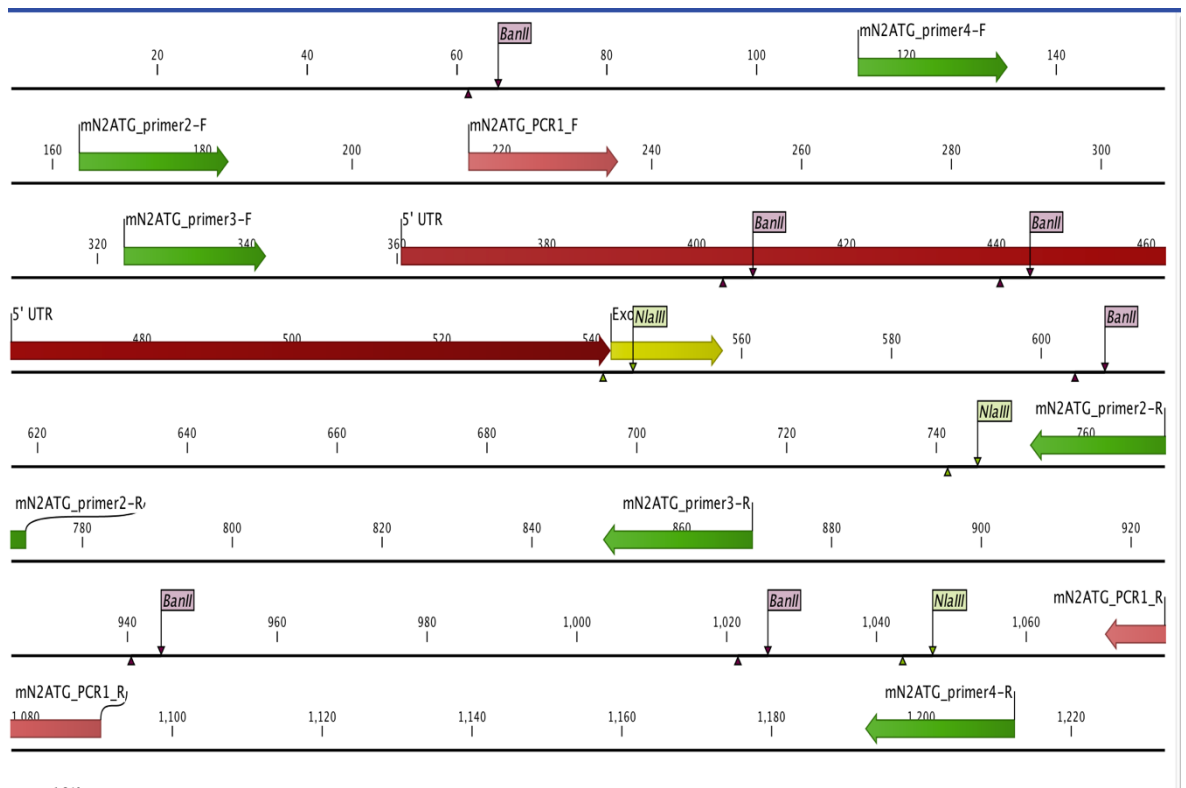 BanII
mN2ATG_primer4-F
20 40 60 80 100 120 140
mN2ATG_primer2-F mN2ATG_PCR1_F
160 180 200 220 240 260 280 300
mN2ATG_primer3-F 5' UTR BanII BanII
320 340 360 380 400 420 440 460
5' UTR Exo NlaIII BanII
480 500 520 540 560 580 600
NlaIII mN2ATG_primer2-R
620 640 660 680 700 720 740 760
mN2ATG_primer2-R mN2ATG_primer3-R
780 800 820 840 860 880 900 920
BanII BanII NlaIII mN2ATG_PCR1_R
940 960 980 1,000 1,020 1,040 1,060
mN2ATG_PCR1_R mN2ATG_primer4-R
1,080 1,100 1,120 1,140 1,160 1,180 1,200 1,220